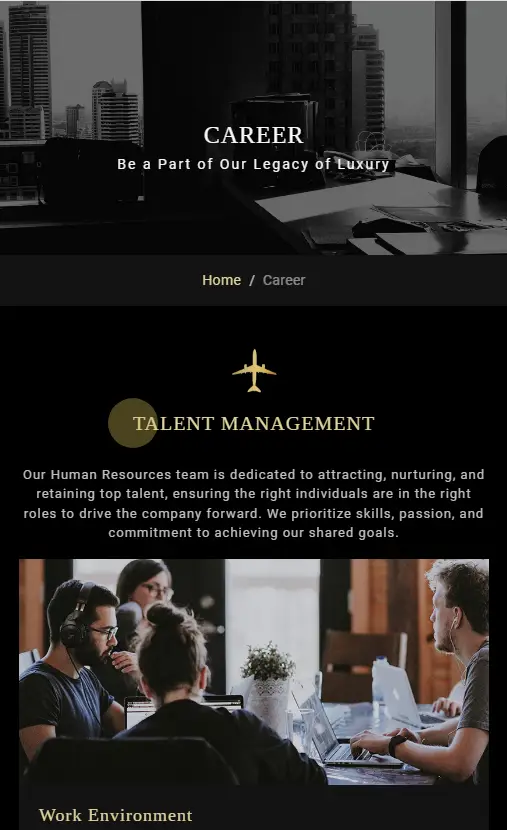 CAREER
Be a Part of Our Legacy of Luxury
Home / Career
TALENT MANAGEMENT
Our Human Resources team is dedicated to attracting, nurturing, and
retaining top talent, ensuring the right individuals are in the right
roles to drive the company forward. We prioritize skills, passion, and
commitment to achieving our shared goals.
Work Environment